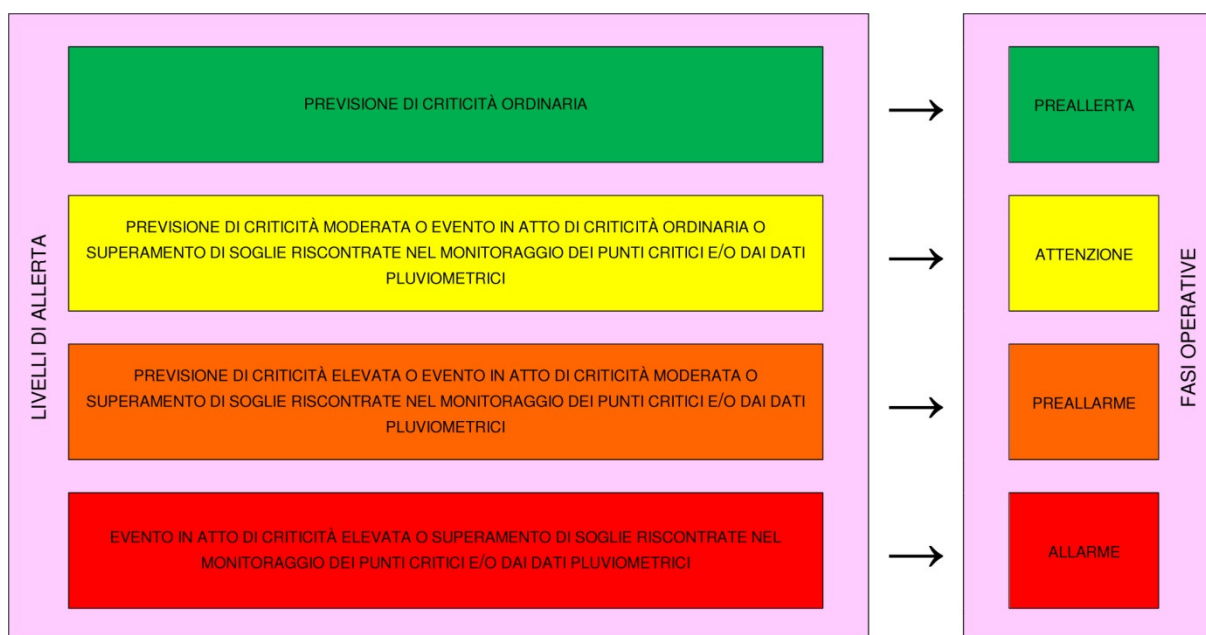 LIVELLI DI ALLERTA
PREVISIONE DI CRITICITÀ ORDINARIA
PREALLERTA
PREVISIONE DI CRITICITÀ MODERATA O EVENTO IN ATTO DI CRITICITÀ ORDINARIA O
SUPERAMENTO DI SOGLIE RISCONTRATE NEL MONITORAGGIO DEI PUNTI CRITICI E/O DAI DATI
PLUVIOMETRICI
ATTENZIONE
PREVISIONE DI CRITICITÀ ELEVATA O EVENTO IN ATTO DI CRITICITÀ MODERATA O
SUPERAMENTO DI SOGLIE RISCONTRATE NEL MONITORAGGIO DEI PUNTI CRITICI E/O DAI DATI
PLUVIOMETRICI
PREALLARME
EVENTO IN ATTO DI CRITICITÀ ELEVATA O SUPERAMENTO DI SOGLIE RISCONTRATE NEL
MONITORAGGIO DEI PUNTI CRITICI E/O DAI DATI PLUVIOMETRICI
ALLARME
FASI OPERATIVE